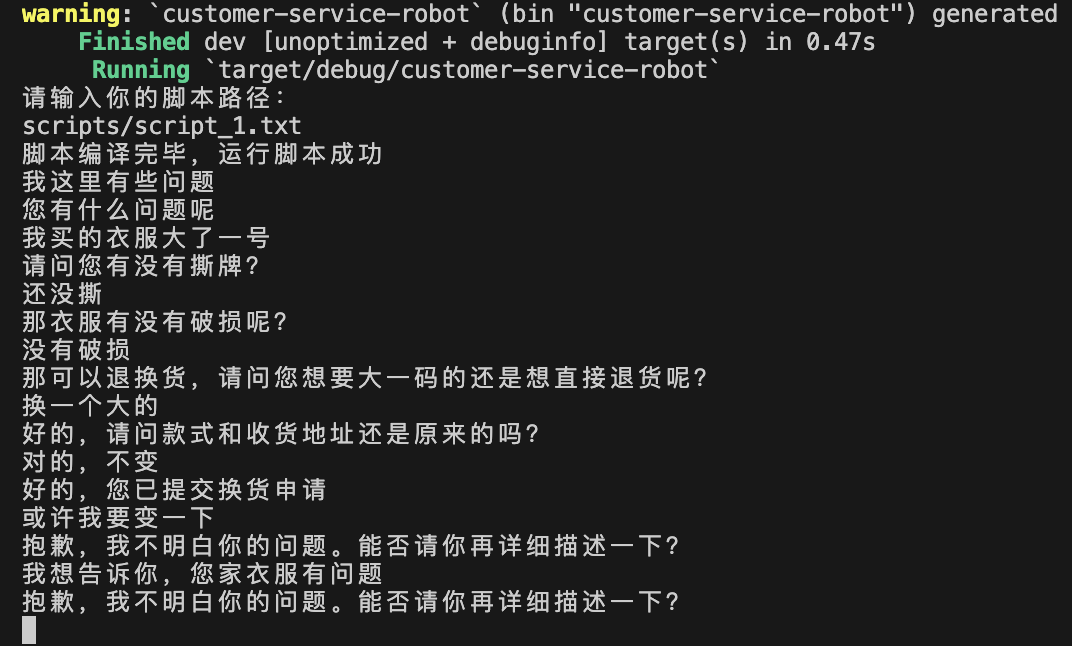 warning: `customer-service-robot` (bin "customer-service-robot") generated
Finished dev [unoptimized + debuginfo] target(s) in 0.47s
Running `target/debug/customer-service-robot`
请输入你的脚本路径：
scripts/script_1.txt
脚本编译完毕，运行脚本成功
我这里有些问题
您有什么问题呢
我买的衣服大了一号
请问您有没有撕牌？
还没撕
那衣服有没有破损呢？
没有破损
那可以退换货，请问您想要大一码的还是想直接退货呢？
换一个大的
好的，请问款式和收货地址还是原来的吗？
对的，不变
好的，您已提交换货申请
或许我要变一下
抱歉，我不明白你的问题。能否请你再详细描述一下？
我想告诉你，您家衣服有问题
抱歉，我不明白你的问题。能否请你再详细描述一下？